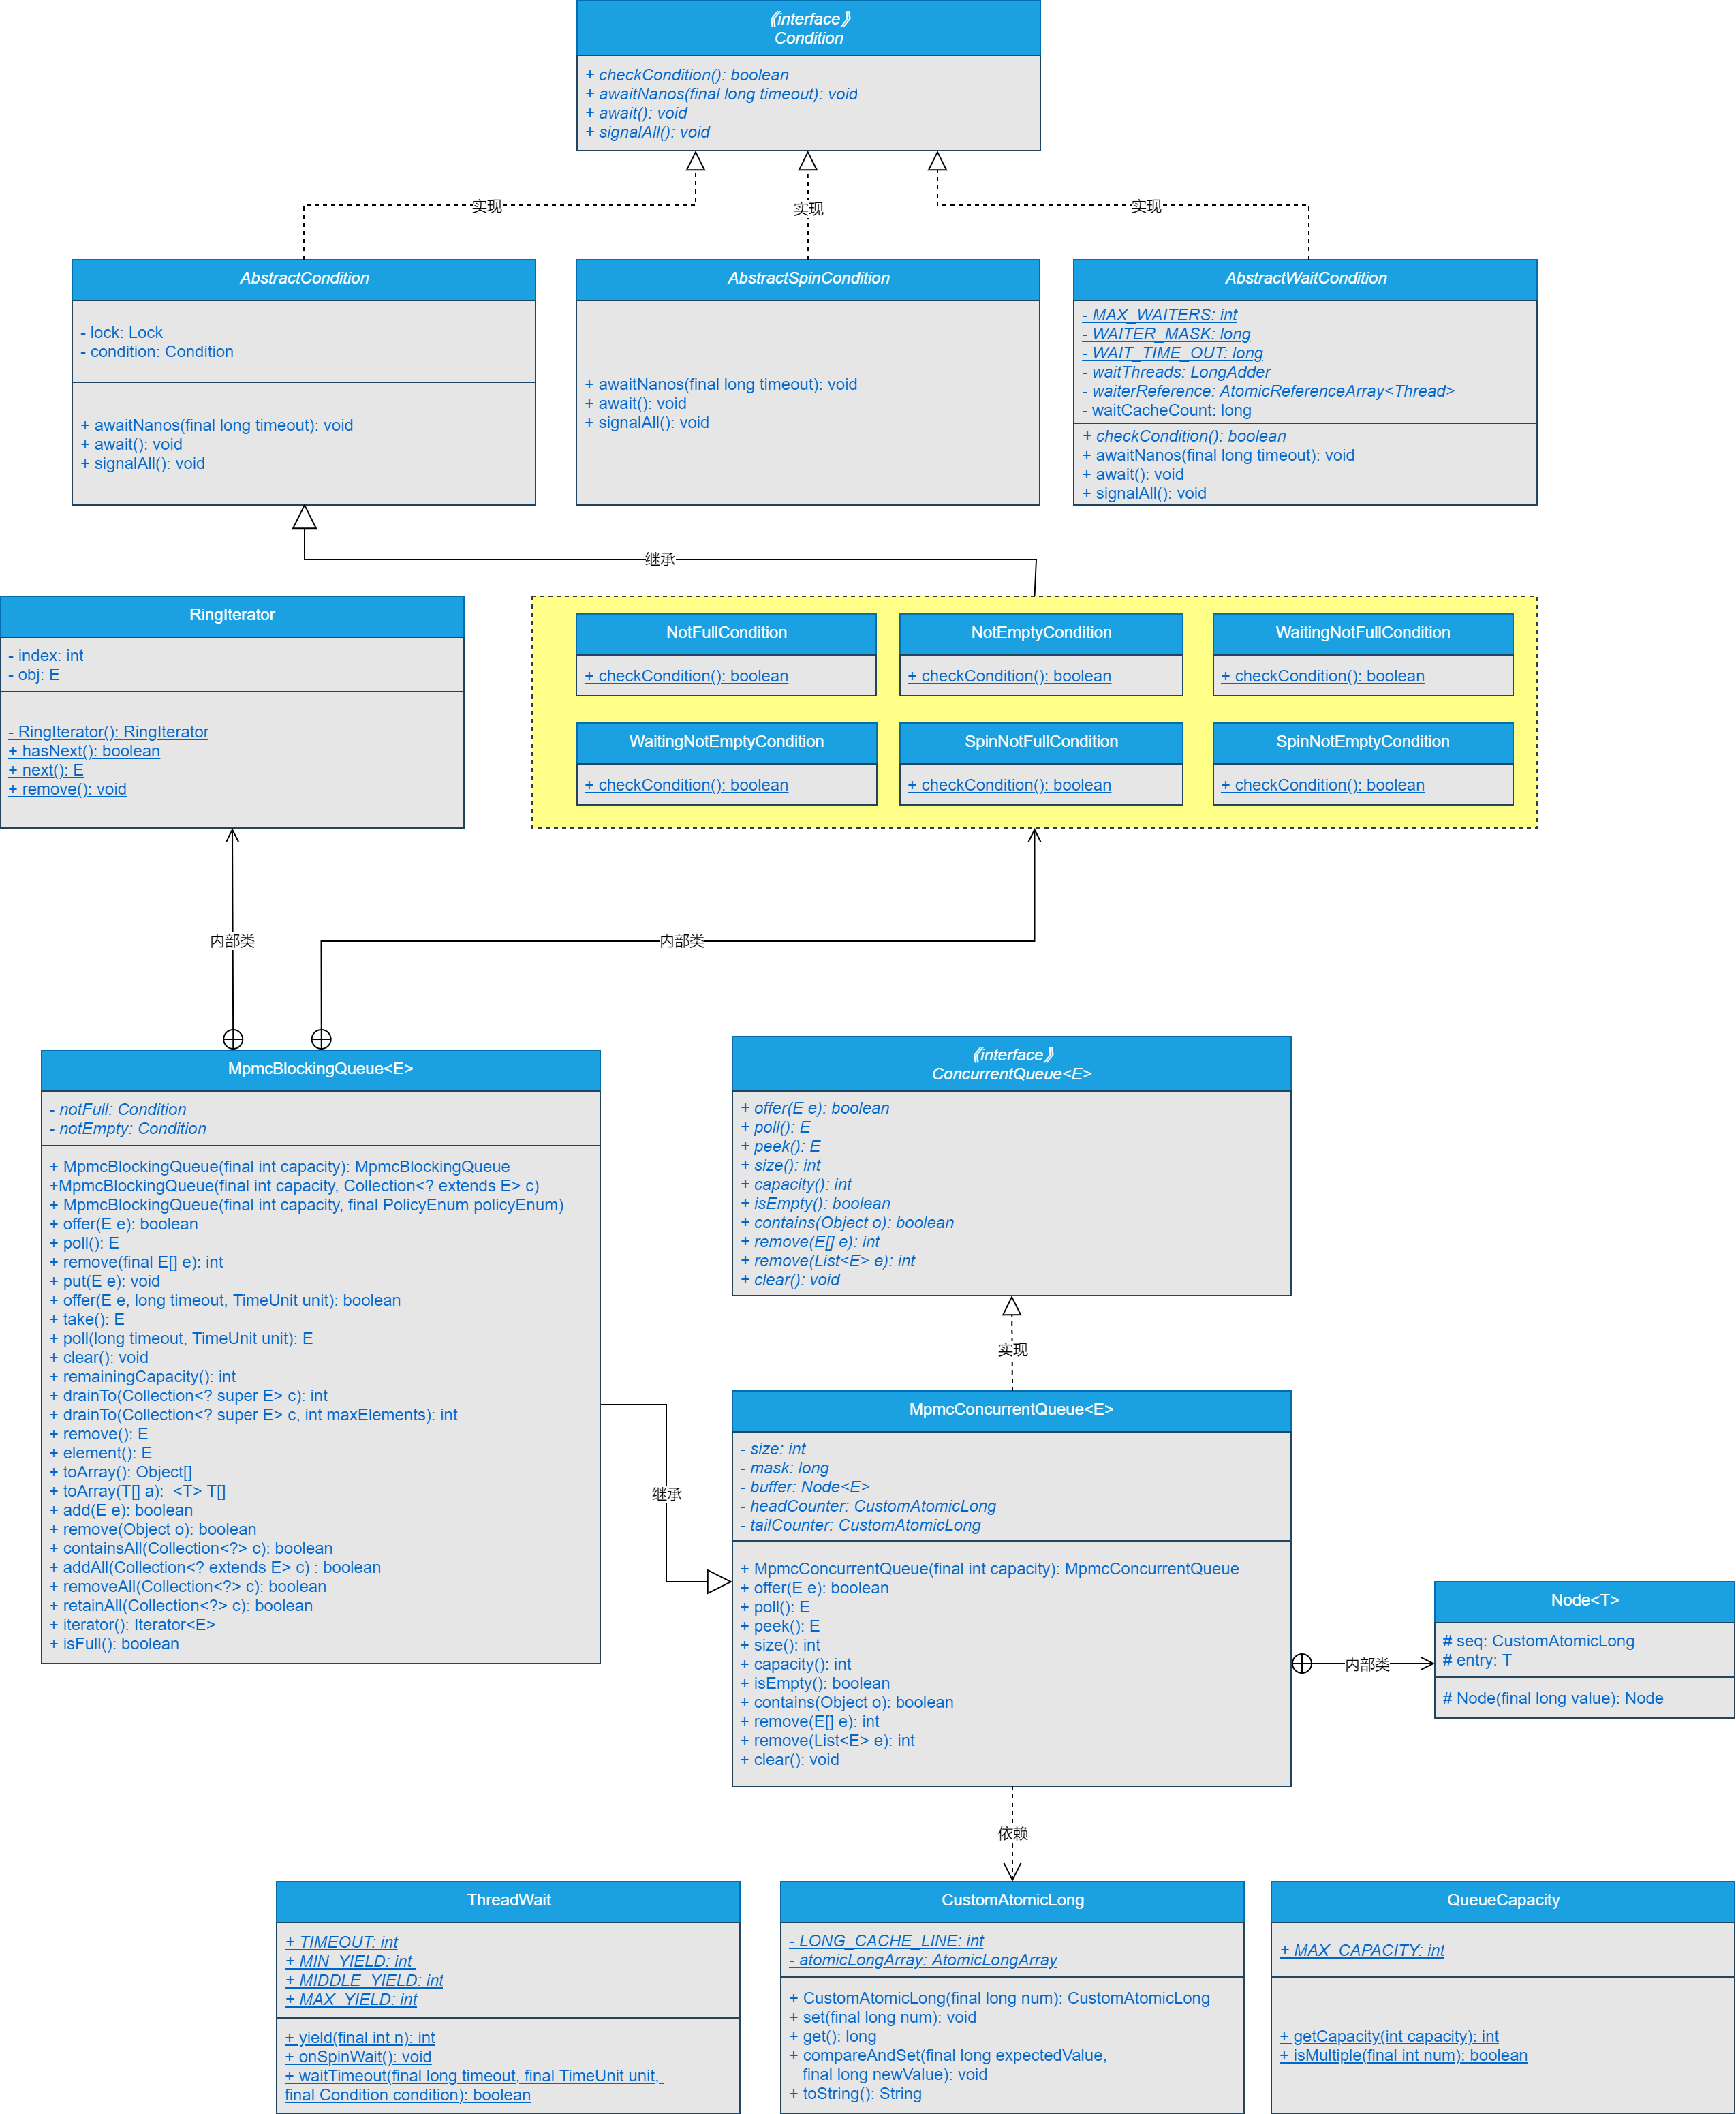 《interface》
Condition
+ checkCondition(): boolean
+ awaitNanos(final long timeout): void
+ await(): void
+ signalAll(): void
实现
实现
实现
AbstractCondition
- lock: Lock
- condition: Condition
+ awaitNanos(final long timeout): void
+ await(): void
+ signalAll(): void
AbstractSpinCondition
+ awaitNanos(final long timeout): void
+ await(): void
+ signalAll(): void
AbstractWaitCondition
- MAX_WAITERS: int
- WAITER_MASK: long
- WAIT_TIME_OUT: long
- waitThreads: LongAdder
- waiterReference: AtomicReferenceArray<Thread>
- waitCacheCount: long
+ checkCondition(): boolean
+ awaitNanos(final long timeout): void
+ await(): void
+ signalAll(): void
继承
RingIterator
- index: int
- obj: E
- RingIterator(): RingIterator
+ hasNext(): boolean
+ next(): E
+ remove(): void
NotFullCondition
+ checkCondition(): boolean
NotEmptyCondition
+ checkCondition(): boolean
WaitingNotFullCondition
+ checkCondition(): boolean
WaitingNotEmptyCondition
+ checkCondition(): boolean
SpinNotFullCondition
+ checkCondition(): boolean
SpinNotEmptyCondition
+ checkCondition(): boolean
内部类
内部类
MpmcBlockingQueue<E>
- notFull: Condition
- notEmpty: Condition
+ MpmcBlockingQueue(final int capacity): MpmcBlockingQueue
+MpmcBlockingQueue(final int capacity, Collection<? extends E> c)
+ MpmcBlockingQueue(final int capacity, final PolicyEnum policyEnum)
+ offer(E e): boolean
+ poll(): E
+ remove(final E[] e): int
+ put(E e): void
+ offer(E e, long timeout, TimeUnit unit): boolean
+ take(): E
+ poll(long timeout, TimeUnit unit): E
+ clear(): void
+ remainingCapacity(): int
+ drainTo(Collection<? super E> c): int
+ drainTo(Collection<? super E> c, int maxElements): int
+ remove(): E
+ element(): E
+ toArray(): Object[]
+ toArray(T[] a):  <T> T[]
+ add(E e): boolean
+ remove(Object o): boolean
+ containsAll(Collection<?> c): boolean
+ addAll(Collection<? extends E> c) : boolean
+ removeAll(Collection<?> c): boolean
+ retainAll(Collection<?> c): boolean
+ iterator(): Iterator<E>
+ isFull(): boolean
《interface》
ConcurrentQueue<E>
+ offer(E e): boolean
+ poll(): E
+ peek(): E
+ size(): int
+ capacity(): int
+ isEmpty(): boolean
+ contains(Object o): boolean
+ remove(E[] e): int
+ remove(List<E> e): int
+ clear(): void
实现
继承
MpmcConcurrentQueue<E>
- size: int
- mask: long
- buffer: Node<E>
- headCounter: CustomAtomicLong
- tailCounter: CustomAtomicLong
+ MpmcConcurrentQueue(final int capacity): MpmcConcurrentQueue
+ offer(E e): boolean
+ poll(): E
+ peek(): E
+ size(): int
+ capacity(): int
+ isEmpty(): boolean
+ contains(Object o): boolean
+ remove(E[] e): int
+ remove(List<E> e): int
+ clear(): void
内部类
Node<T>
# seq: CustomAtomicLong
# entry: T
# Node(final long value): Node
依赖
ThreadWait
+ TIMEOUT: int
+ MIN_YIELD: int
+ MIDDLE_YIELD: int
+ MAX_YIELD: int
+ yield(final int n): int
+ onSpinWait(): void
+ waitTimeout(final long timeout, final TimeUnit unit,
final Condition condition): boolean
CustomAtomicLong
- LONG_CACHE_LINE: int
- atomicLongArray: AtomicLongArray
+ CustomAtomicLong(final long num): CustomAtomicLong
+ set(final long num): void
+ get(): long
+ compareAndSet(final long expectedValue,
final long newValue): void
+ toString(): String
QueueCapacity
+ MAX_CAPACITY: int
+ getCapacity(int capacity): int
+ isMultiple(final int num): boolean